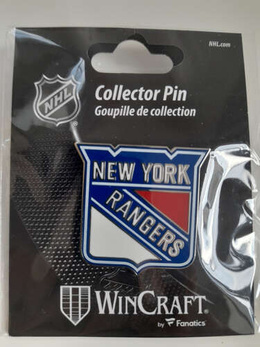 NHL.com
NHL
Collector Pin
Goupille de collection
NEW YORK
RANGERS
WINCRAFT®
by Fanatics